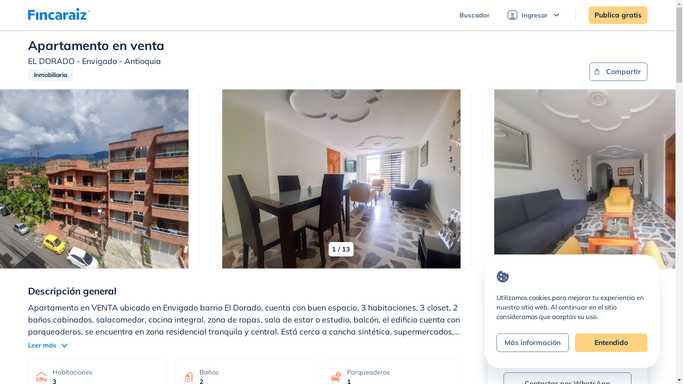 Fincaraiz
Buscador
Ingresar
Publica gratis
Apartamento en venta
EL DORADO - Envigado - Antioquia
Inmobiliaria
Compartir
1 / 13
Descripción general
Apartamento en VENTA ubicado en Envigado barrio El Dorado, cuenta con buen espacio, 3 habitaciones, 3 closet, 2
baños cabinados, salacomedor, cocina integral, zona de ropas, sala de estar o estudio, balcón, el edificio cuenta con
parqueaderos, se encuentra en zona residencial tranquila y central. Está cerca a cancha sintética, supermercados,...
Leer más
Habitaciones
3
Baños
2
Parqueaderos
1
Utilizamos cookies para mejorar tu experiencia en
nuestro sitio web. Al continuar en el sitio
consideramos que aceptas su uso.
Más información
Entendido
Contactar por WhatsApp